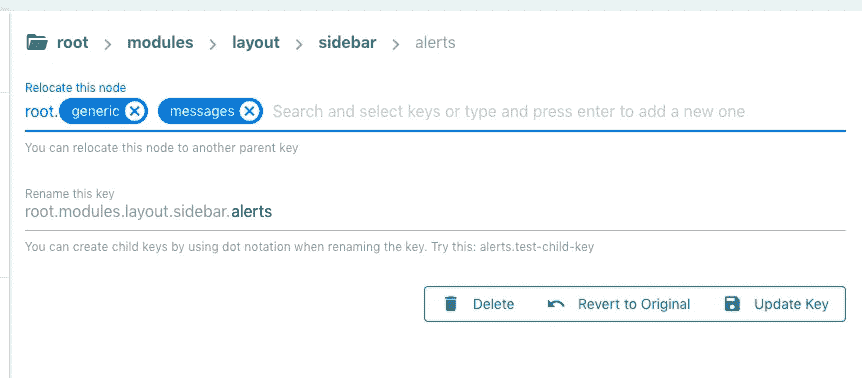 root > modules > layout > sidebar > alerts
Relocate this node
root. generic messages Search and select keys or type and press enter to add a new one
You can relocate this node to another parent key
Rename this key
root.modules.layout.sidebar.alerts
You can create child keys by using dot notation when renaming the key. Try this: alerts.test-child-key
Delete Revert to Original Update Key